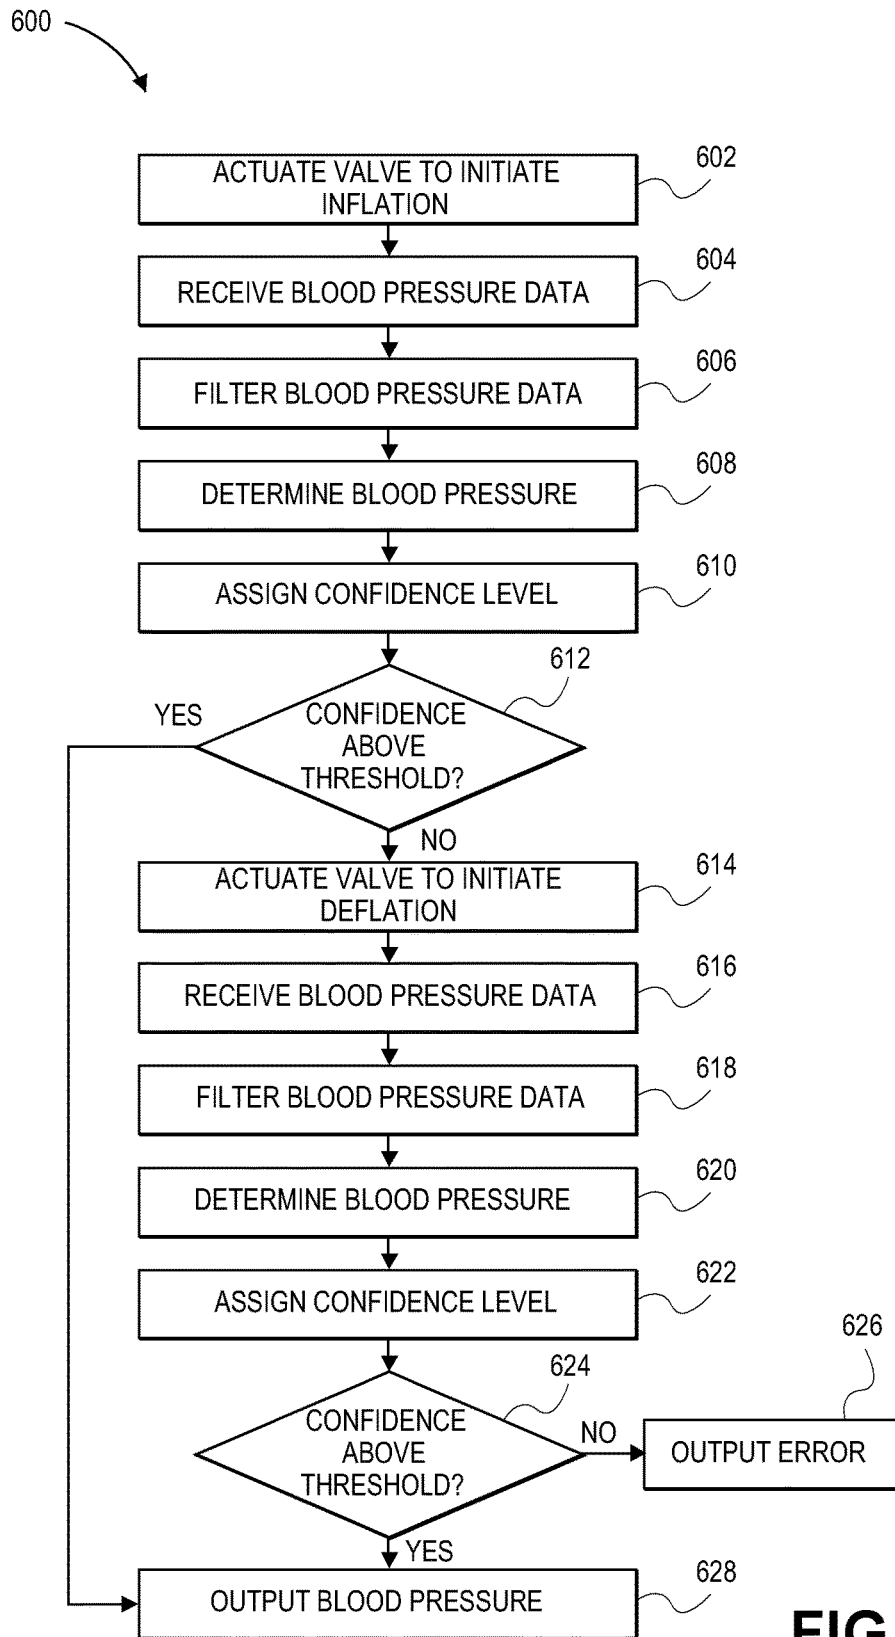 600
ACTUATE VALVE TO INITIATE
INFLATION
602
RECEIVE BLOOD PRESSURE DATA
604
FILTER BLOOD PRESSURE DATA
606
DETERMINE BLOOD PRESSURE
608
ASSIGN CONFIDENCE LEVEL
610
612
YES
CONFIDENCE
ABOVE
THRESHOLD?
NO
ACTUATE VALVE TO INITIATE
DEFLATION
614
RECEIVE BLOOD PRESSURE DATA
616
FILTER BLOOD PRESSURE DATA
618
DETERMINE BLOOD PRESSURE
620
ASSIGN CONFIDENCE LEVEL
622
624
626
CONFIDENCE
ABOVE
THRESHOLD?
NO
OUTPUT ERROR
YES
OUTPUT BLOOD PRESSURE
628
FIG